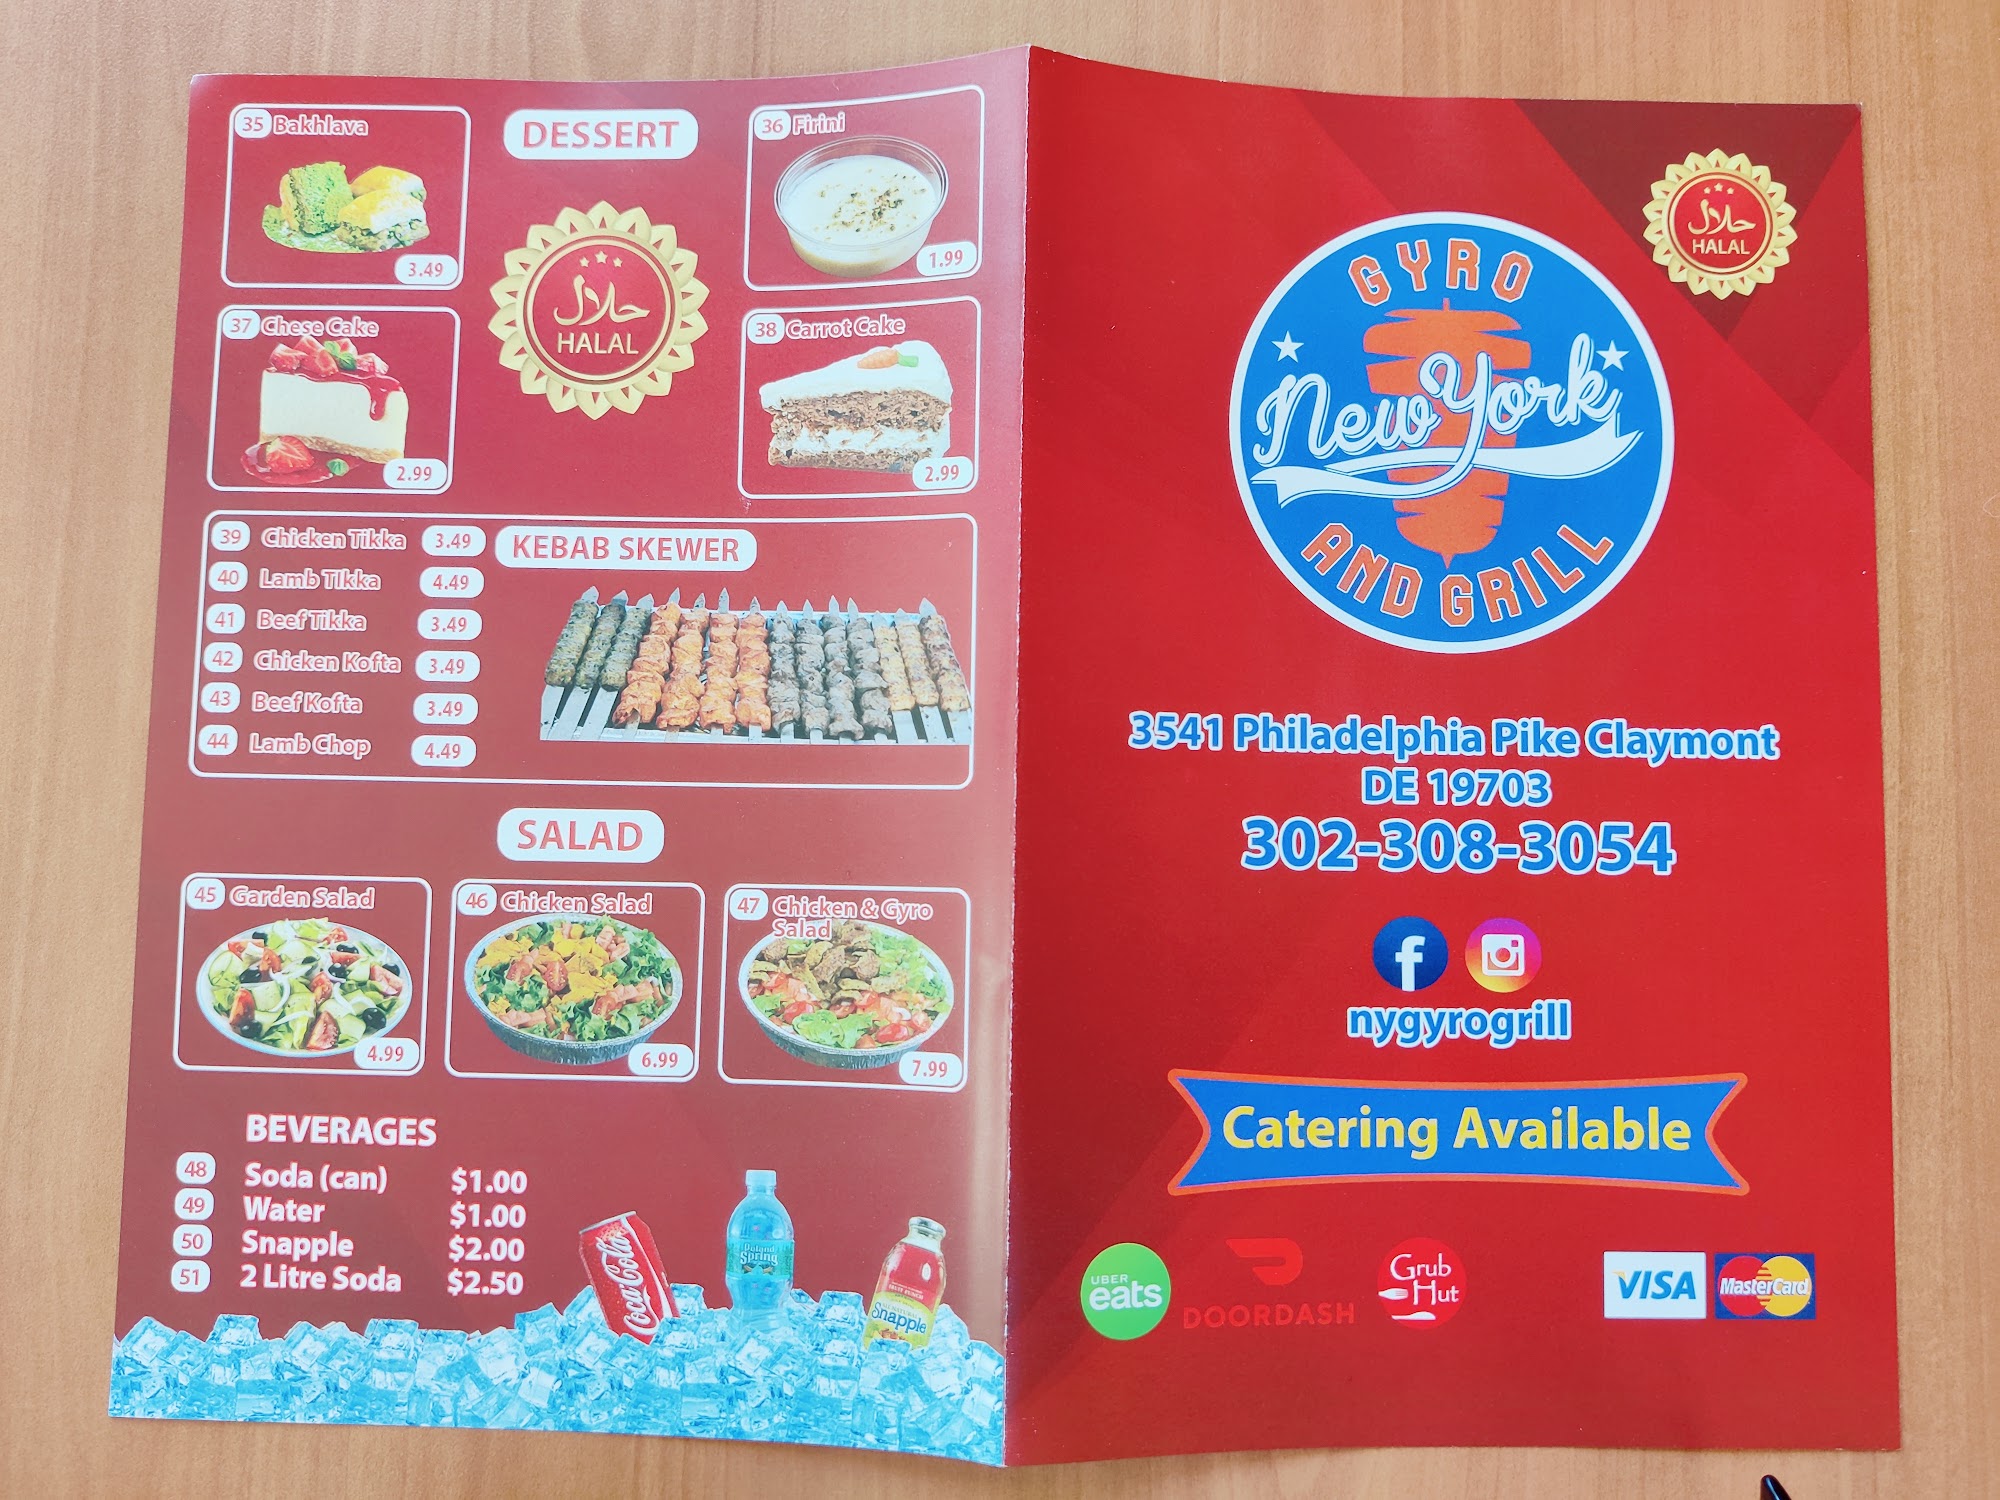 35 Bakhlava
3.49
DESSERT
36 Firini
1.99
حلال
HALAL
37 Chese Cake
2.99
38 Carrot Cake
2.99
KEBAB SKEWER
39 Chicken Tikka 3.49
40 Lamb TIkka 4.49
41 Beef Tikka 3.49
42 Chicken Kofta 3.49
43 Beef Kofta 3.49
44 Lamb Chop 4.49
SALAD
45 Garden Salad
4.99
46 Chicken Salad
6.99
47 Chicken & Gyro
Salad
7.99
BEVERAGES
48 Soda (can) $1.00
49 Water $1.00
50 Snapple $2.00
51 2 Litre Soda $2.50
Coca-Cola
Poland
Spring
Snapple
حلال
HALAL
GYRO
New York
AND GRILL
3541 Philadelphia Pike Claymont
DE 19703
302-308-3054
nygyrogrill
Catering Available
UBER
eats
DOORDASH
Grub
Hut
VISA
MasterCard